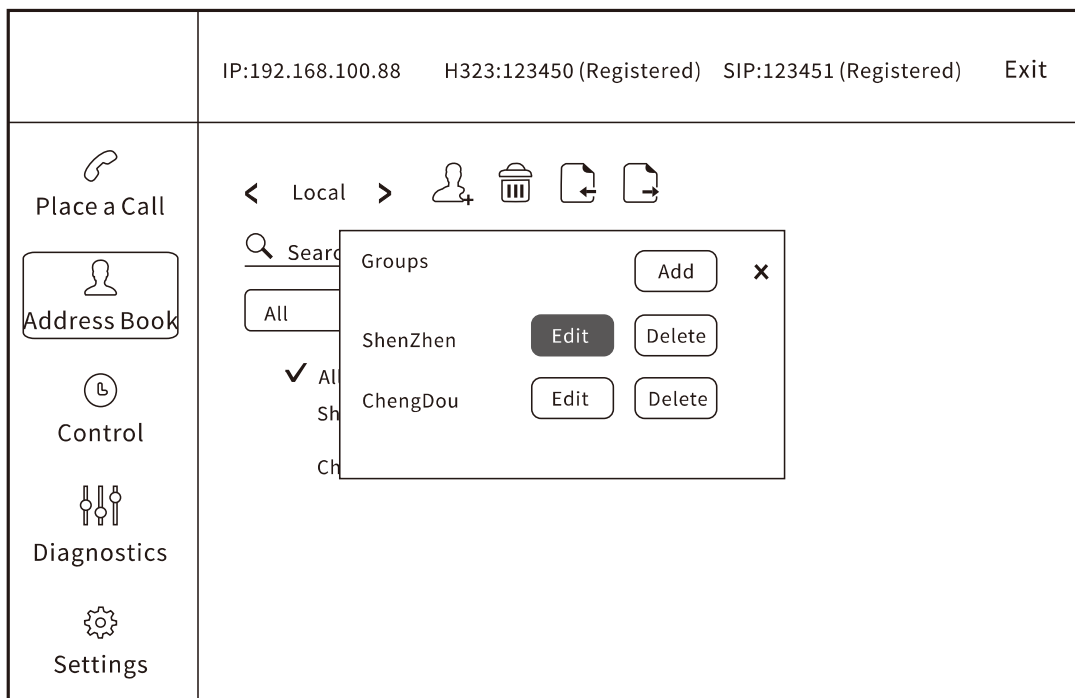 IP:192.168.100.88 H323:123450 (Registered) SIP:123451 (Registered) Exit
Place a Call
Address Book
Control
Diagnostics
Settings
Local
Searc
All
All
Sh
Ch
Groups Add
ShenZhen Edit Delete
ChengDou Edit Delete